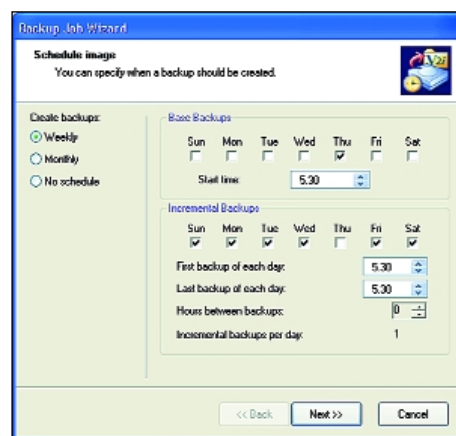 Backup Job Wizard
Schedule image
You can specify when a backup should be created.
V2i
Create backups:
Weekly
Monthly
No schedule
Base Backups
Sun Mon Tue Wed Thu Fri Sat
Start time: 5.30
Incremental Backups
Sun Mon Tue Wed Thu Fri Sat
First backup of each day: 5.30
Last backup of each day: 5.30
Hours between backups: 0
Incremental backups per day: 1
<< Back Next >> Cancel